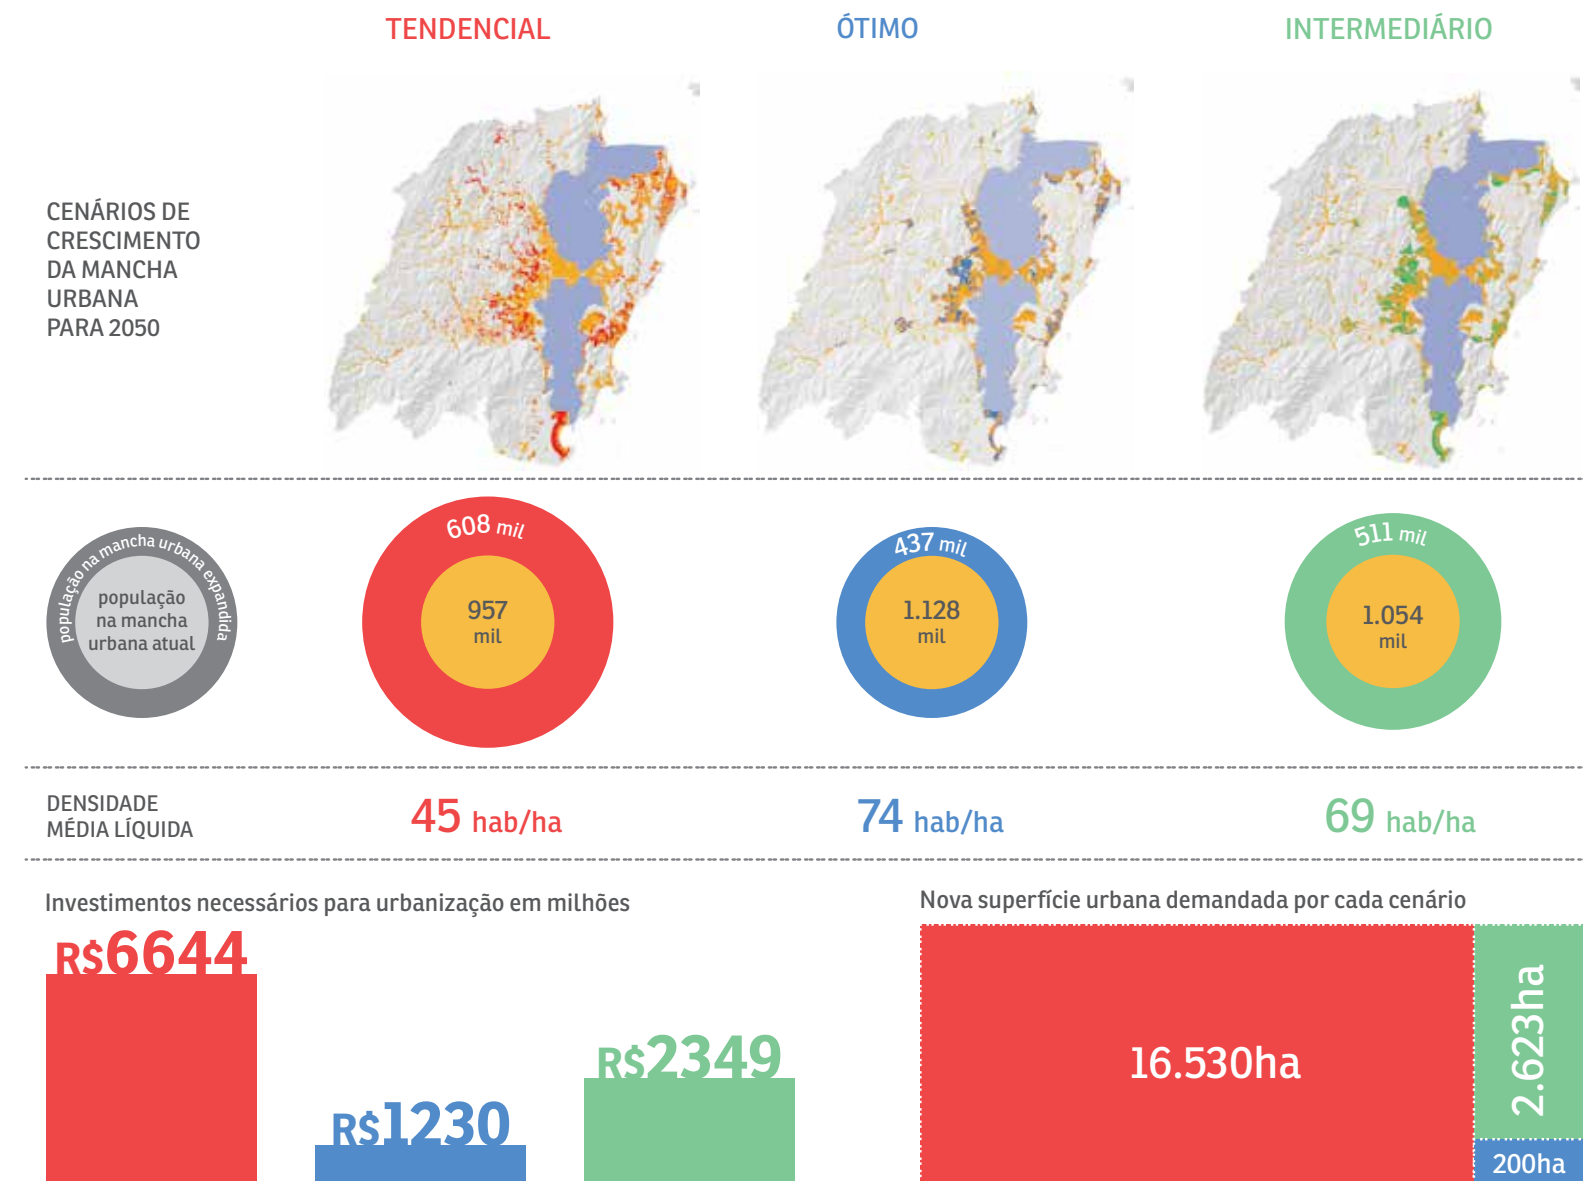 TENDENCIAL
ÓTIMO
INTERMEDIÁRIO
CENÁRIOS DE
CRESCIMENTO
DA MANCHA
URBANA
PARA 2050
população na mancha urbana expandida
população
na mancha
urbana atual
608 mil
957
mil
437 mil
1.128
mil
511 mil
1.054
mil
DENSIDADE
MÉDIA LÍQUIDA
45 hab/ha
74 hab/ha
69 hab/ha
Investimentos necessários para urbanização em milhões
R$6644
R$1230
R$2349
Nova superfície urbana demandada por cada cenário
16.530ha
2.623ha
200ha